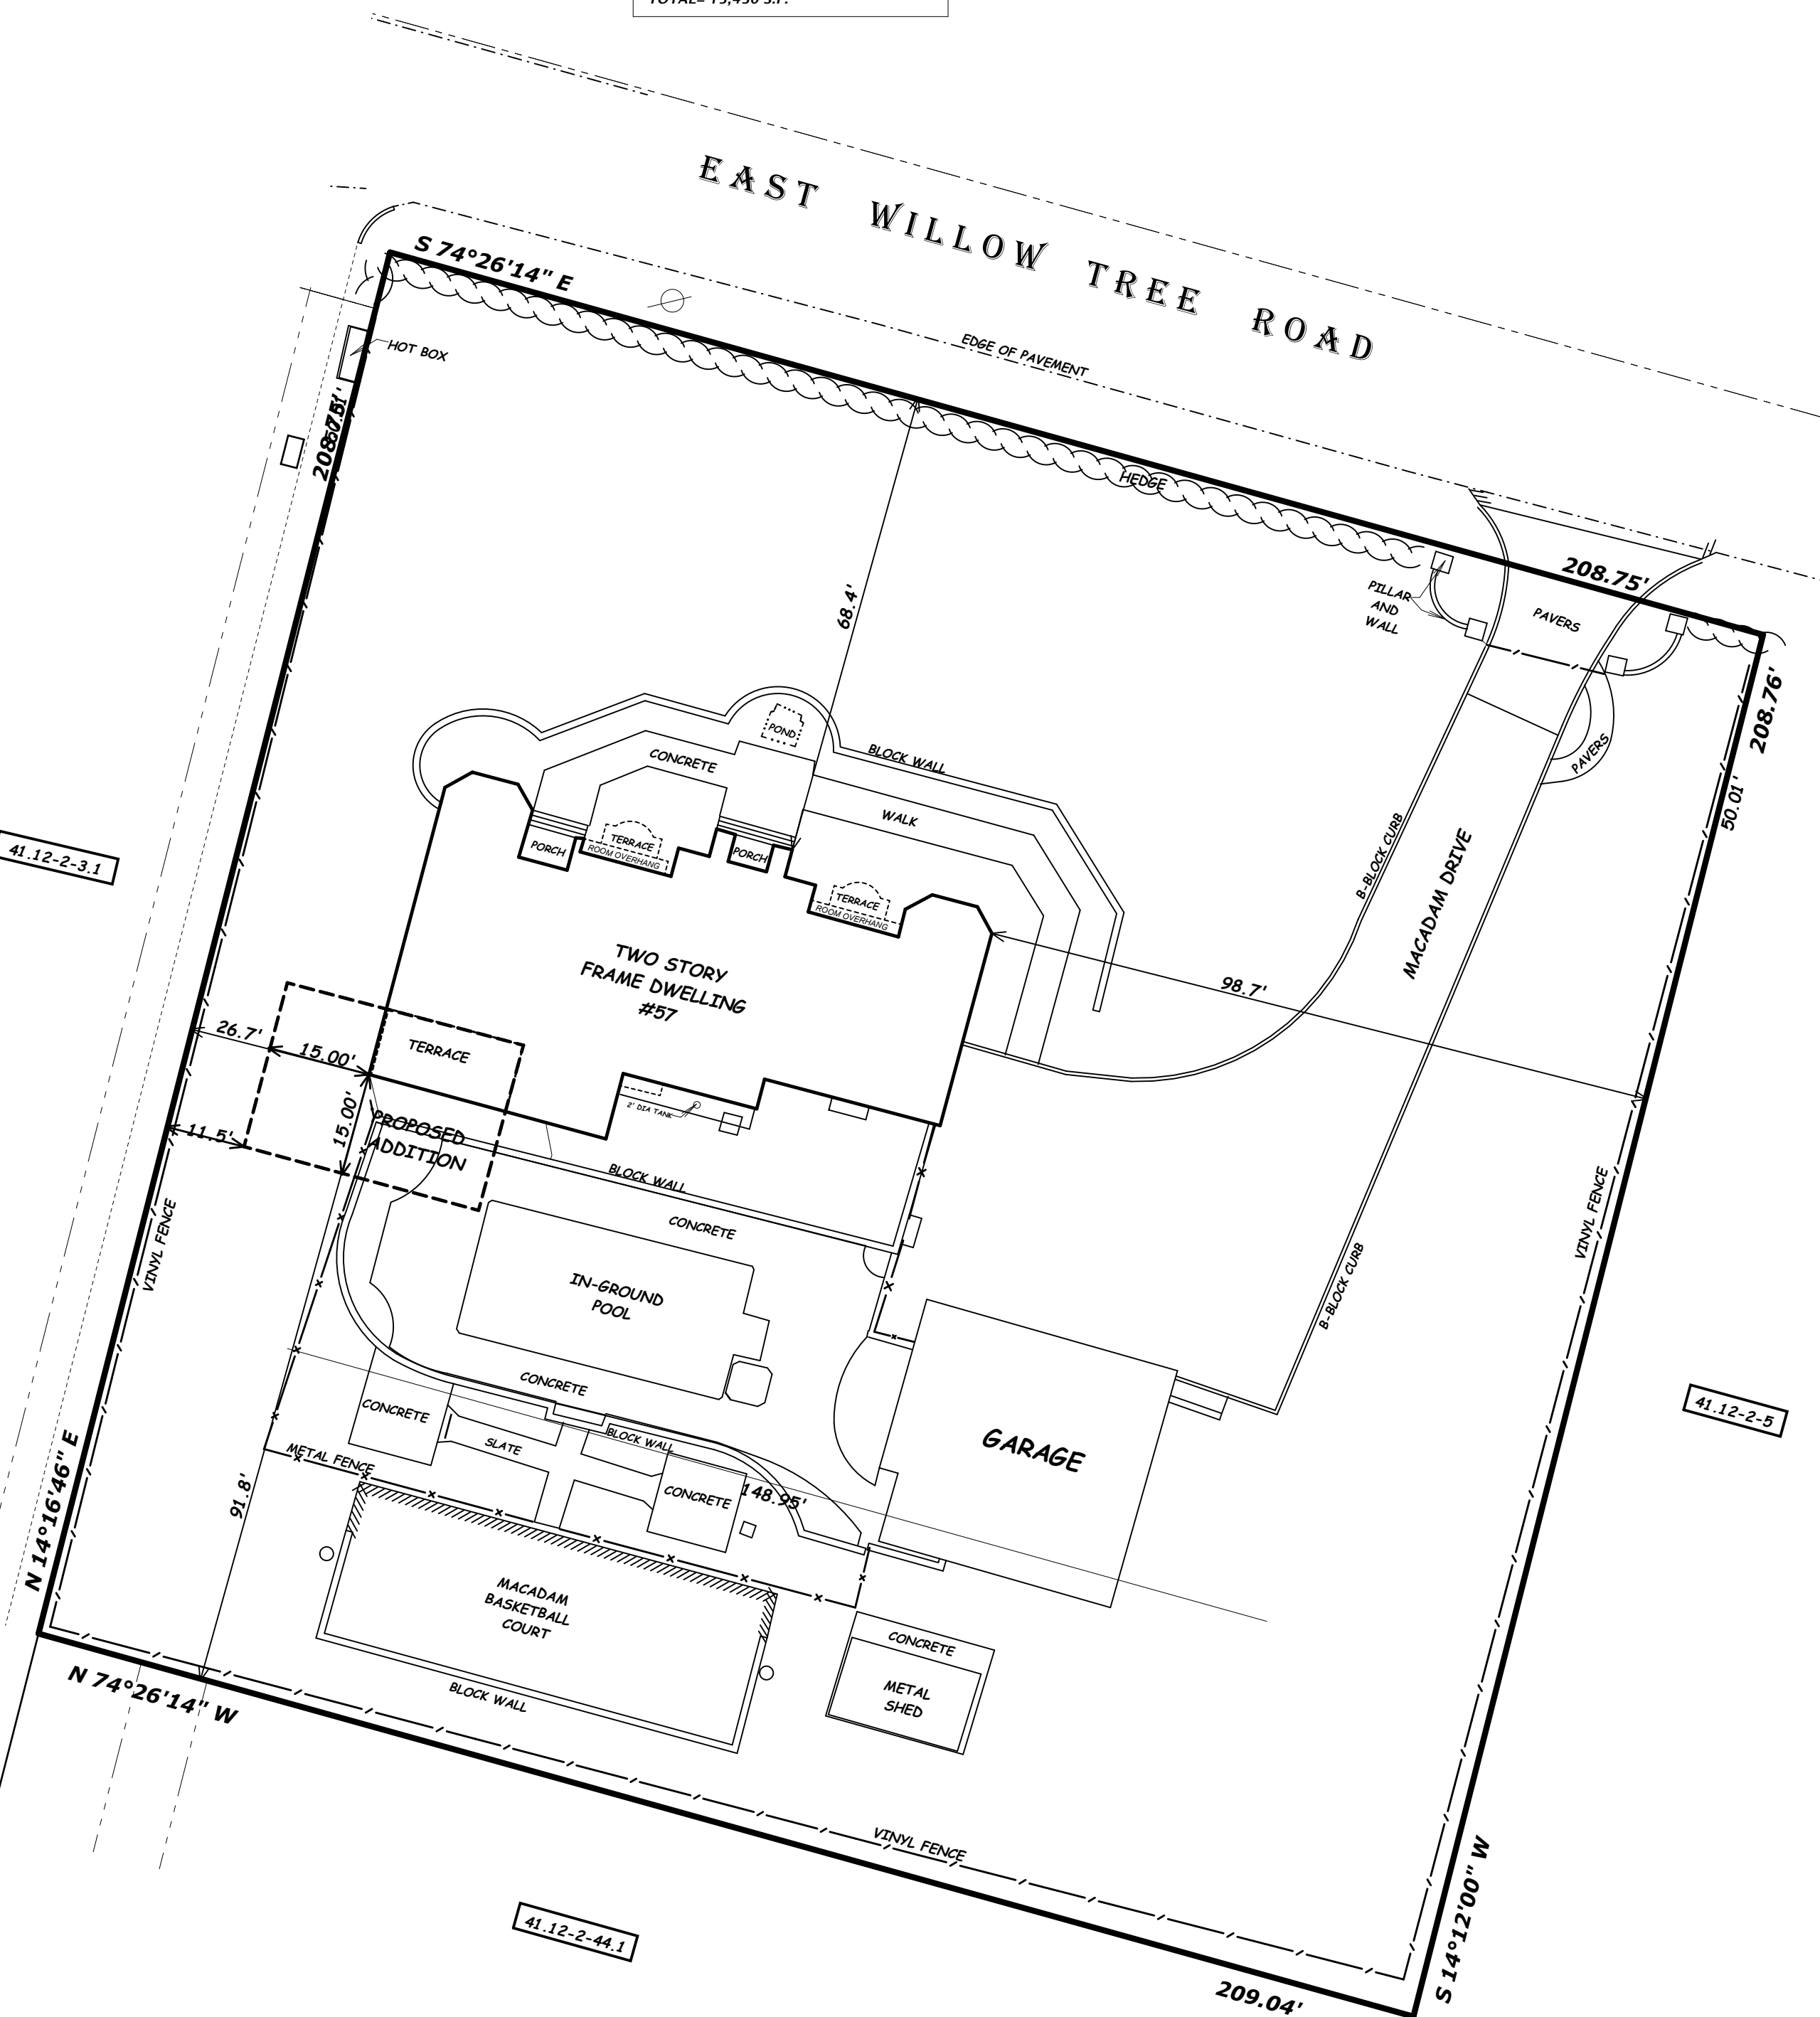 EAST WILLOW TREE ROAD
S 74°26'14" E
EDGE OF PAVEMENT
HOT BOX
208.75'
HEDGE
208.75'
PILLAR
AND
WALL
PAVERS
68.4'
208.76'
POND
BLOCK WALL
CONCRETE
PAVERS
50.01'
WALK
B-BLOCK CURB
MACADAM DRIVE
41.12-2-3.1
PORCH
TERRACE
ROOM OVERHANG
PORCH
TERRACE
ROOM OVERHANG
TWO STORY
FRAME DWELLING
#57
98.7'
26.7'
15.00'
TERRACE
2' DIA TANK
15.00'
PROPOSED
ADDITION
11.5'
BLOCK WALL
VINYL FENCE
CONCRETE
VINYL FENCE
IN-GROUND
POOL
B-BLOCK CURB
CONCRETE
CONCRETE
41.12-2-5
SLATE
BLOCK WALL
GARAGE
METAL FENCE
91.8'
CONCRETE
148.95'
N 14°16'46" E
MACADAM
BASKETBALL
COURT
CONCRETE
N 74°26'14" W
BLOCK WALL
METAL
SHED
VINYL FENCE
S 14°12'00" W
41.12-2-44.1
209.04'